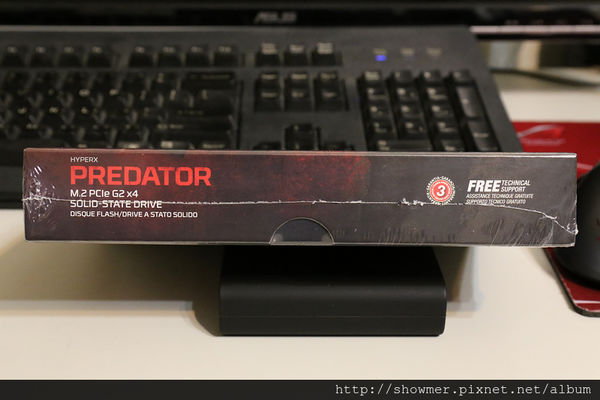 ASUS
HYPERX
PREDATOR
M.2 PCIe G2 x4
SOLID-STATE DRIVE
DISQUE FLASH/DRIVE A STATO SOLIDO
3
FREE TECHNICAL SUPPORT
ASSISTANCE TECHNIQUE GRATUITE
SUPPORTO TECNICO GRATUITO
http://showmer.pixnet.net/album